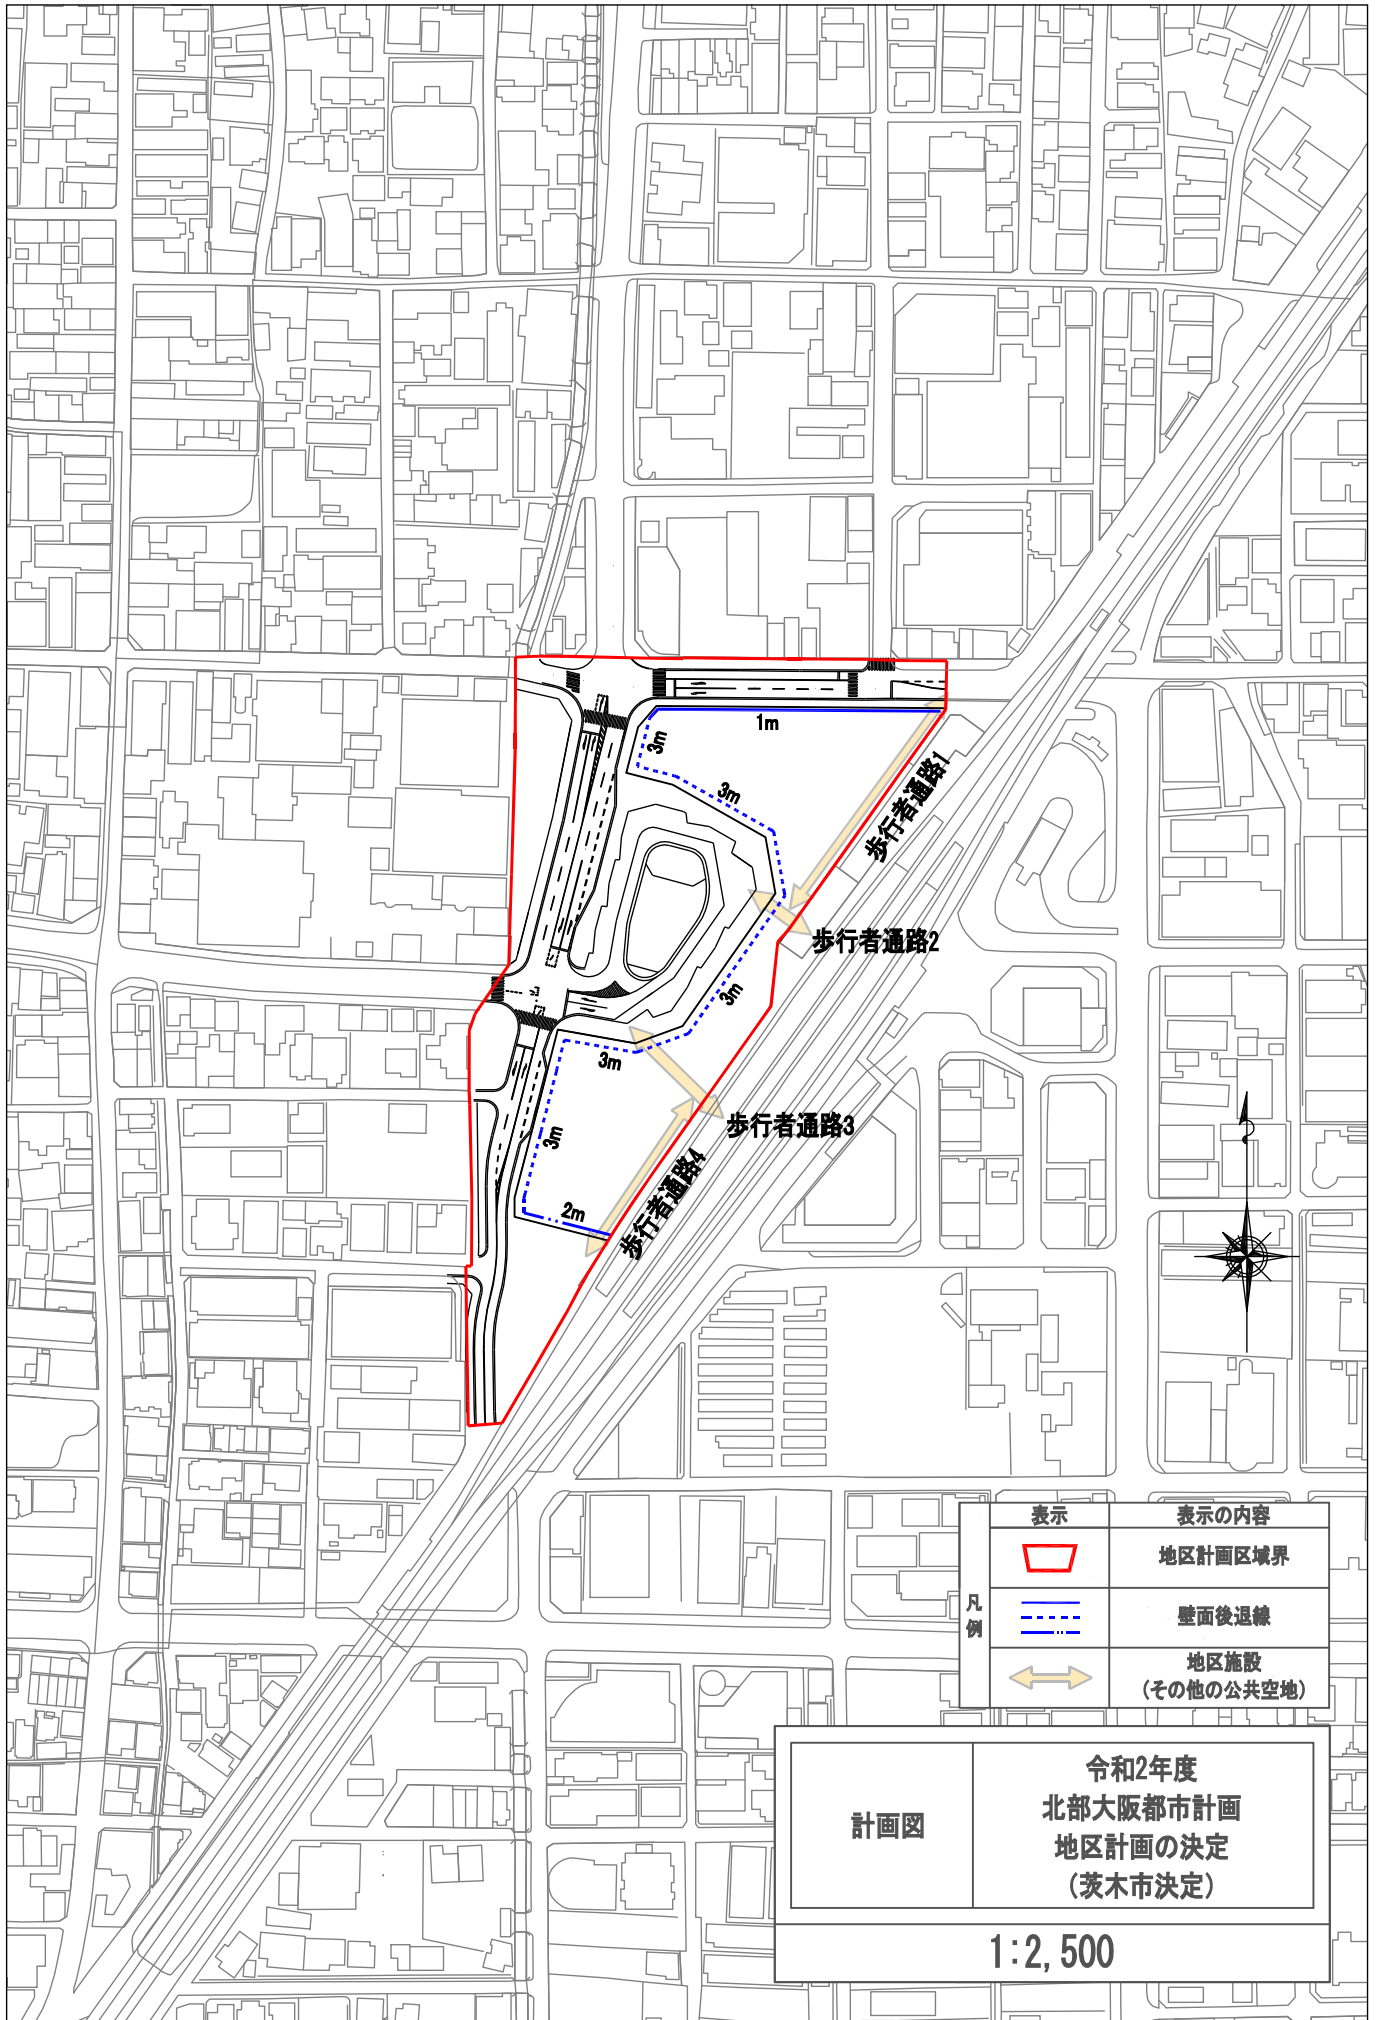 1m
3m
3m
歩行者通路1
歩行者通路2
3m
3m
歩行者通路3
3m
歩行者通路4
2m
凡例
表示
表示の内容
地区計画区域界
壁面後退線
地区施設
(その他の公共空地)
計画図
令和2年度
北部大阪都市計画
地区計画の決定
(茨木市決定)
1:2,500